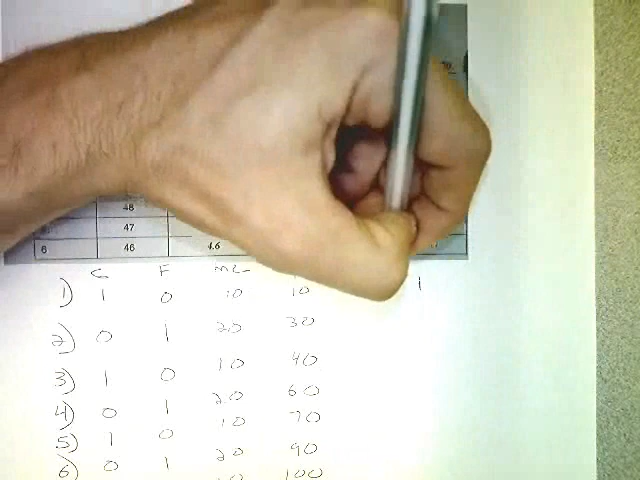 48
47
6 46 4.6
C F mL
1) 1 0 10 10 1
2) 0 1 20 30
3) 1 0 10 40
4) 0 1 20 60
5) 1 0 10 70
6) 0 1 20 90
10 100